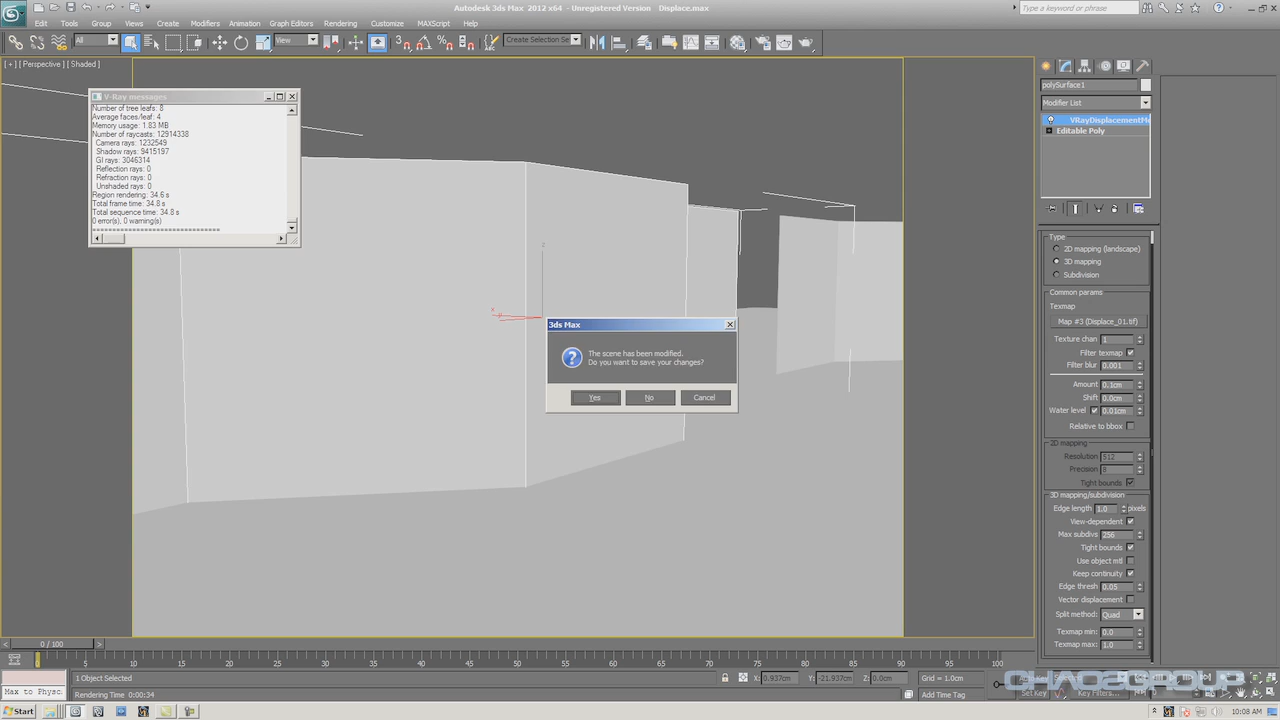 Autodesk 3ds Max 2012 x64 - Unregistered Version Displace.max
Type a keyword or phrase
Edit Tools Group Views Create Modifiers Animation Graph Editors Rendering Customize MAXScript Help
All
View
Create Selection Se
[ + ] [ Perspective ] [ Shaded ]
V-Ray messages
Number of tree leafs: 8
Average faces/leaf: 4
Memory usage: 1.83 MB
Number of raycasts: 12914338
Camera rays: 1232549
Shadow rays: 9415197
GI rays: 3046314
Reflection rays: 0
Refraction rays: 0
Unshaded rays: 0
Region rendering: 34.6 s
Total frame time: 34.8 s
Total sequence time: 34.8 s
0 error(s), 0 warning(s)
==============================
z
3ds Max
The scene has been modified.
Do you want to save your changes?
Yes No Cancel
polySurface1
Modifier List
VRayDisplacementMo
Editable Poly
Type
2D mapping (landscape)
3D mapping
Subdivision
Common params
Texmap
Map #3 (Displace_01.tif)
Texture chan 1
Filter texmap
Filter blur 0.001
Amount 0.1cm
Shift 0.0cm
Water level 0.01cm
Relative to bbox
2D mapping
Resolution 512
Precision 8
Tight bounds
3D mapping/subdivision
Edge length 1.0 pixels
View-dependent
Max subdivs 256
Tight bounds
Use object mtl
Keep continuity
Edge thresh 0.05
Vector displacement
Split method: Quad
Texmap min: 0.0
Texmap max: 1.0
0 / 100
0 5 10 15 20 25 30 35 40 45 50 55 60 65 70 75 80 85 90 95 100
1 Object Selected
X: 0.937cm Y: -21.937cm Z: 0.0cm
Grid = 1.0cm
Auto Key Selected
Max to Physc
Rendering Time 0:00:34
Add Time Tag
Set Key Key Filters...
Start
10:08 AM